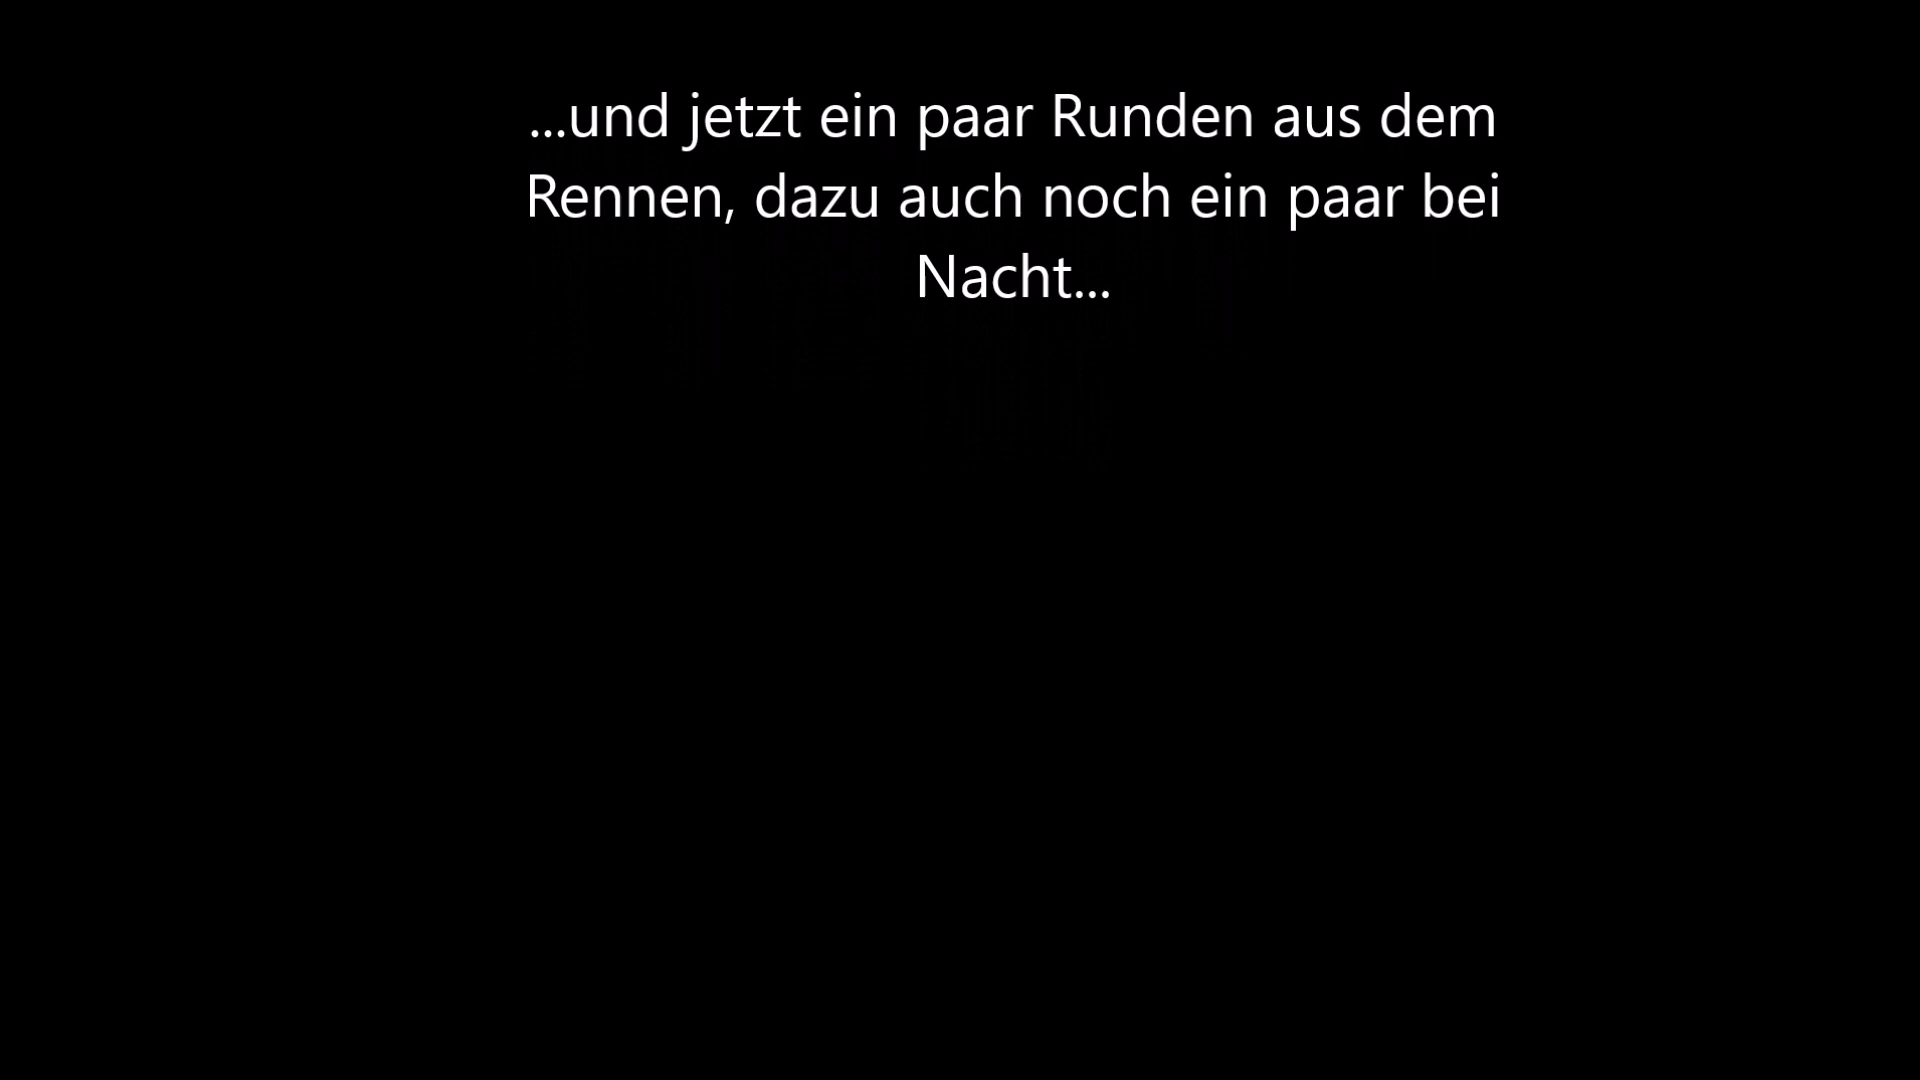 ...und jetzt ein paar Runden aus dem
Rennen, dazu auch noch ein paar bei
Nacht...